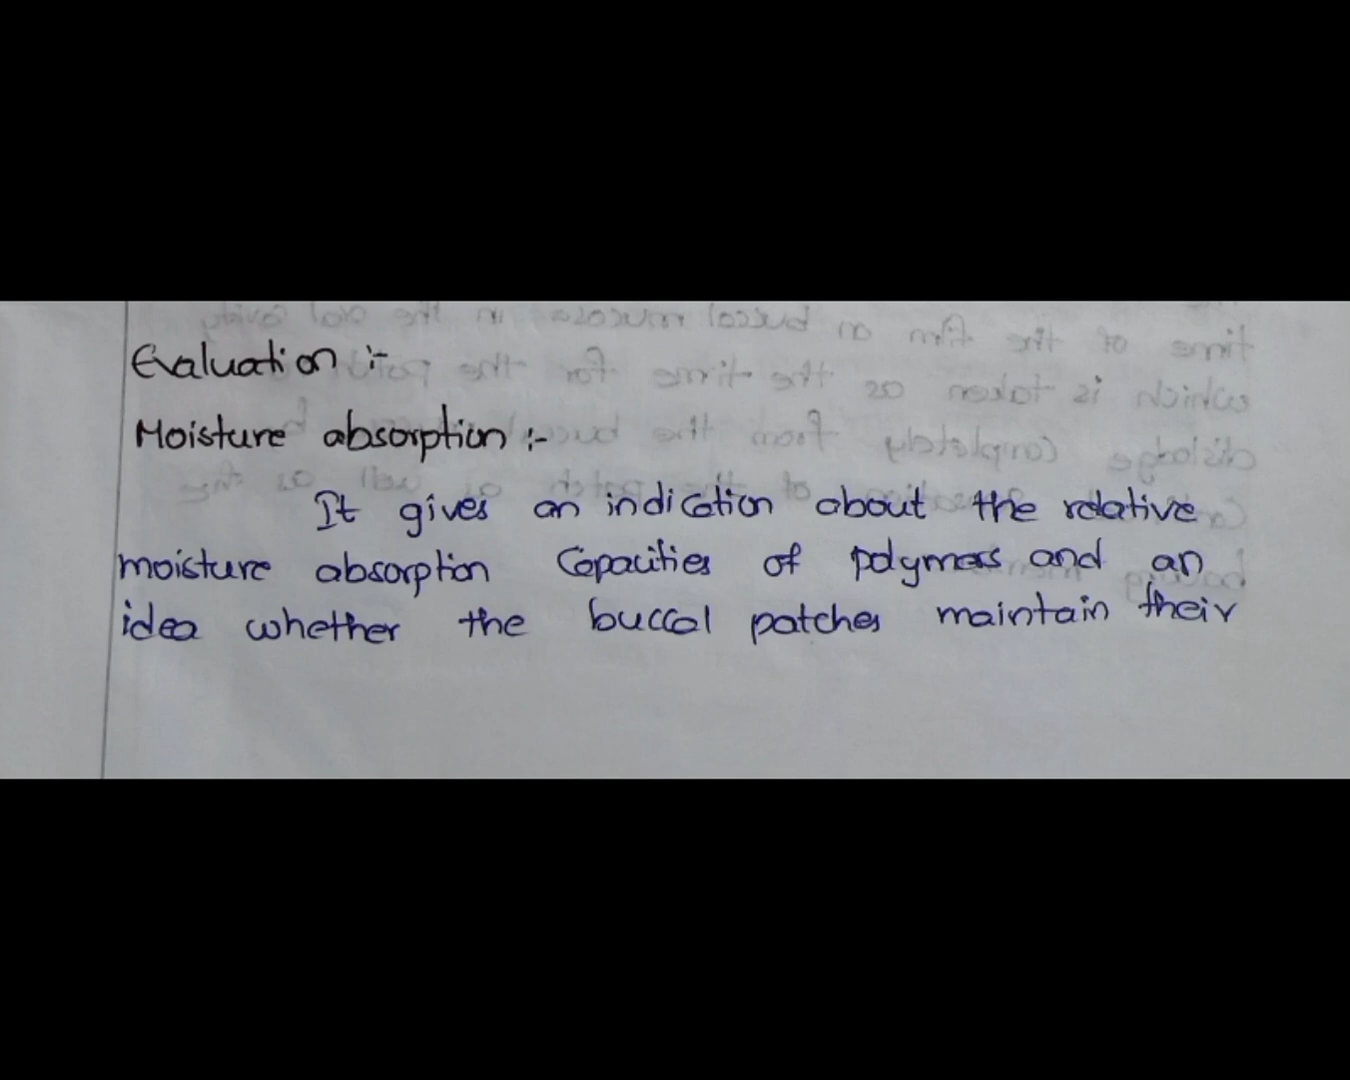 Evaluation :-
Moisture absorption :-
It gives an indication about the relative
moisture absorption capacities of polymers and an
idea whether the buccal patches maintain their